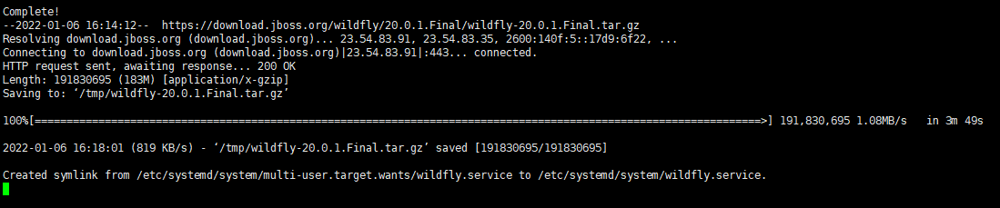 Complete!
--2022-01-06 16:14:12--  https://download.jboss.org/wildfly/20.0.1.Final/wildfly-20.0.1.Final.tar.gz
Resolving download.jboss.org (download.jboss.org)... 23.54.83.91, 23.54.83.35, 2600:140f:5::17d9:6f22, ...
Connecting to download.jboss.org (download.jboss.org)|23.54.83.91|:443... connected.
HTTP request sent, awaiting response... 200 OK
Length: 191830695 (183M) [application/x-gzip]
Saving to: ‘/tmp/wildfly-20.0.1.Final.tar.gz’
100%[==================================================================================================================>] 191,830,695 1.08MB/s   in 3m 49s
2022-01-06 16:18:01 (819 KB/s) - ‘/tmp/wildfly-20.0.1.Final.tar.gz’ saved [191830695/191830695]
Created symlink from /etc/systemd/system/multi-user.target.wants/wildfly.service to /etc/systemd/system/wildfly.service.